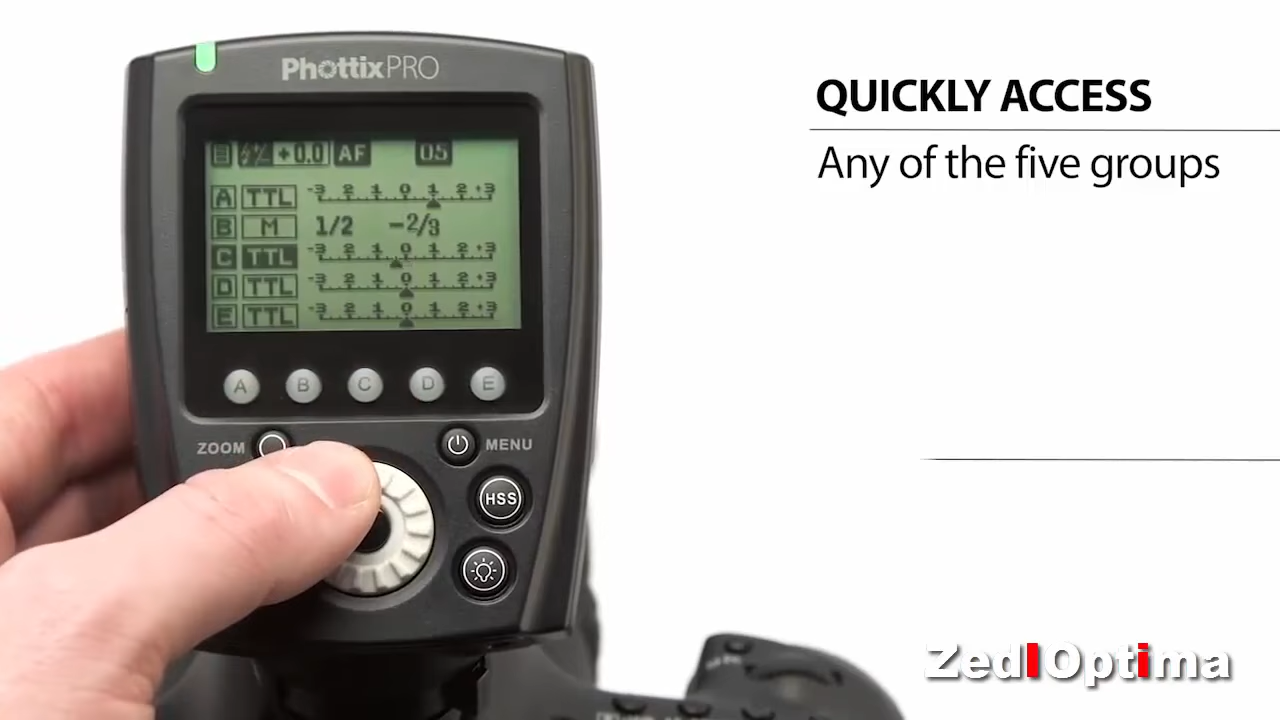 PhottixPRO
+0.0 AF 05
A TTL -3 2 1 0 1 2 +3
B M 1/2 -2/3
C TTL -3 2 1 0 1 2 +3
D TTL -3 2 1 0 1 2 +3
E TTL -3 2 1 0 1 2 +3
A B C D E
ZOOM MENU
HSS
QUICKLY ACCESS
Any of the five groups
ZedIOptima